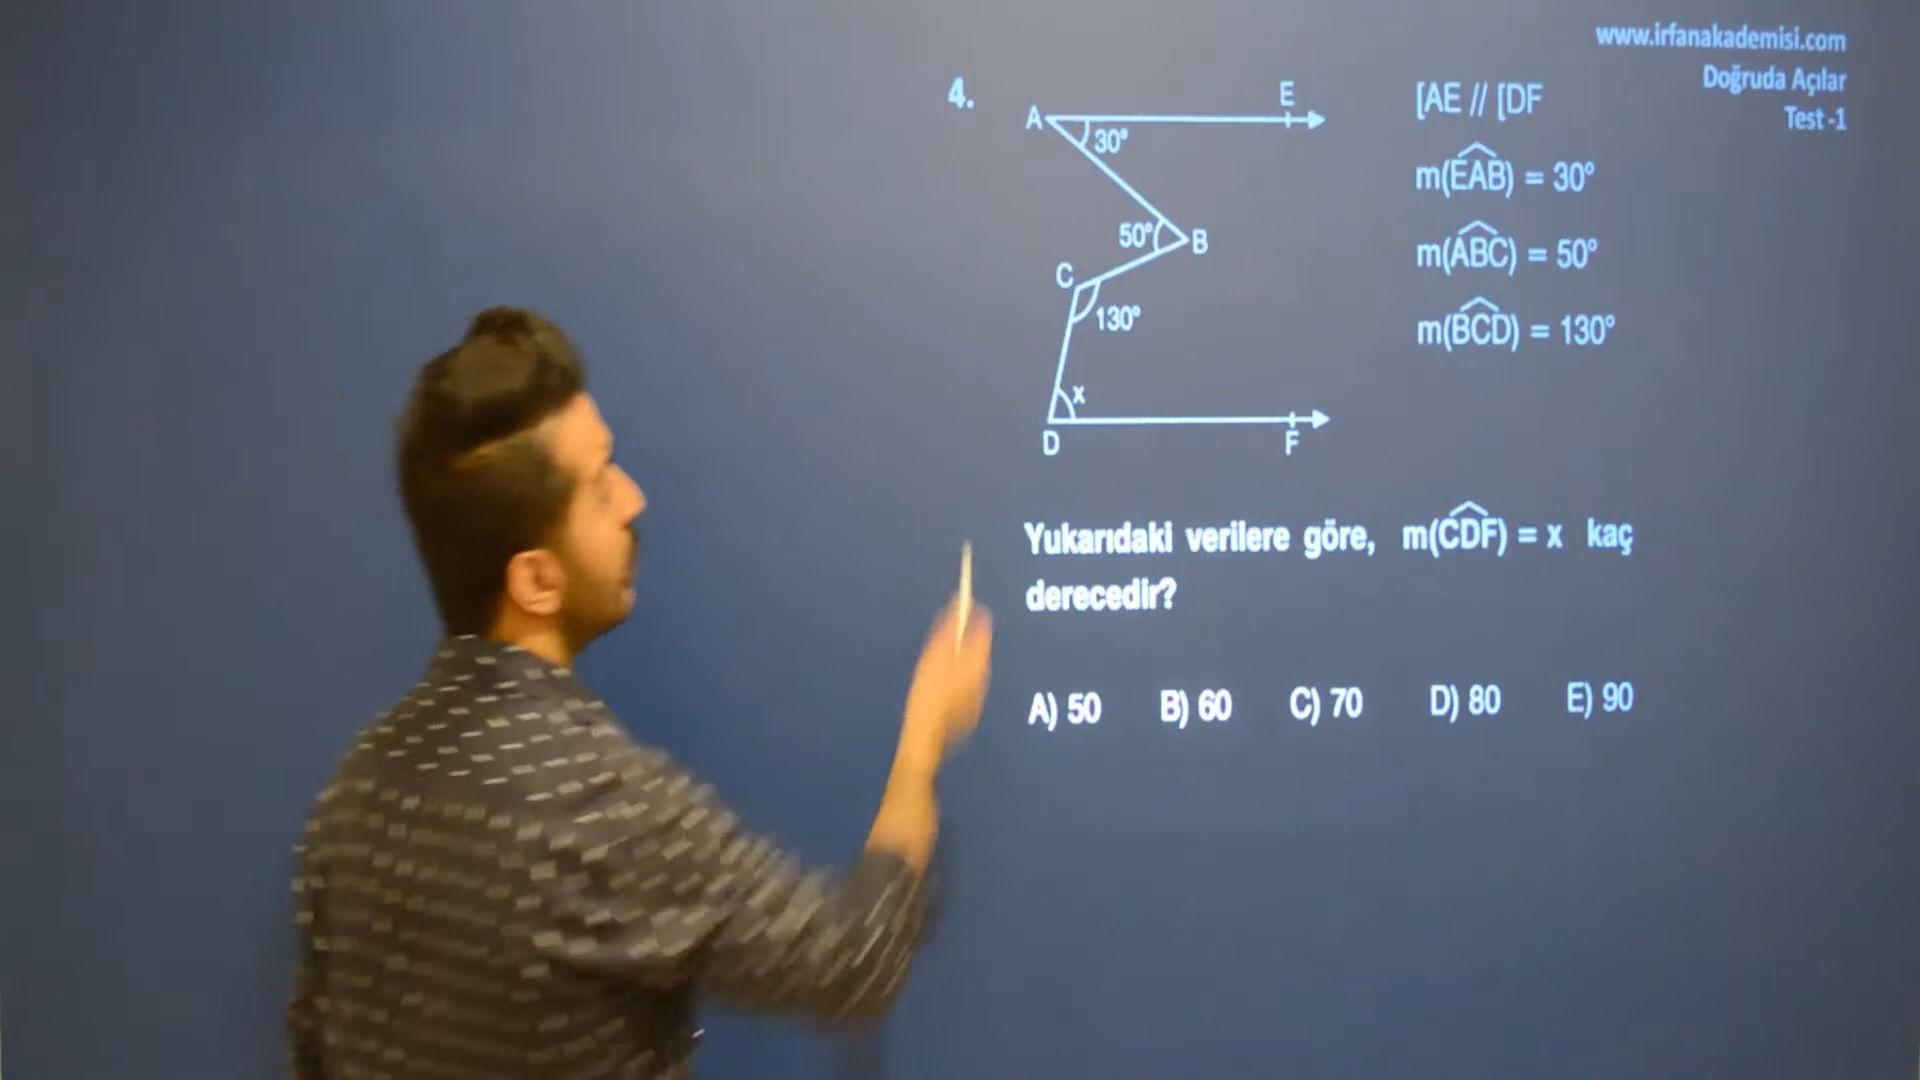 www.irfanakademisi.com
Doğruda Açılar
Test -1
4.
A
E
30°
50°
B
C
130°
x
D
F
[AE // [DF
m(EAB) = 30°
m(ABC) = 50°
m(BCD) = 130°
Yukarıdaki verilere göre, m(CDF) = x kaç
derecedir?
A) 50 B) 60 C) 70 D) 80 E) 90